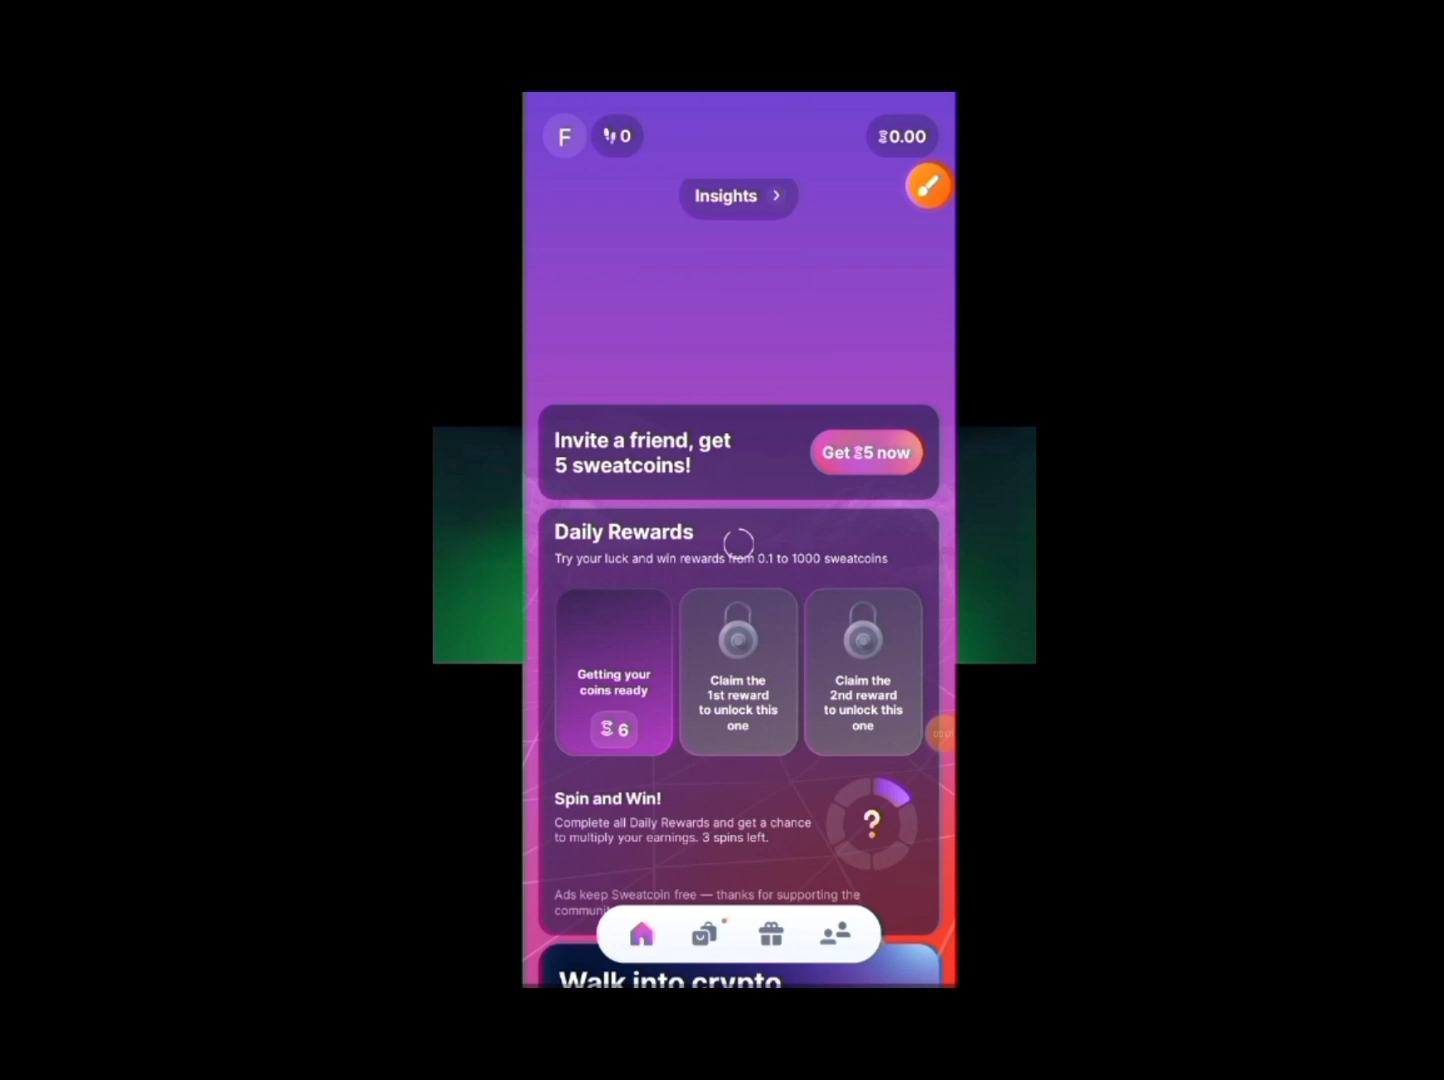 F
0
0.00
Insights
Invite a friend, get
5 sweatcoins!
Get 5 now
Daily Rewards
Try your luck and win rewards from 0.1 to 1000 sweatcoins
Getting your
coins ready
6
Claim the
1st reward
to unlock this
one
Claim the
2nd reward
to unlock this
one
Spin and Win!
Complete all Daily Rewards and get a chance
to multiply your earnings. 3 spins left.
?
Ads keep Sweatcoin free — thanks for supporting the
Walk into crypto